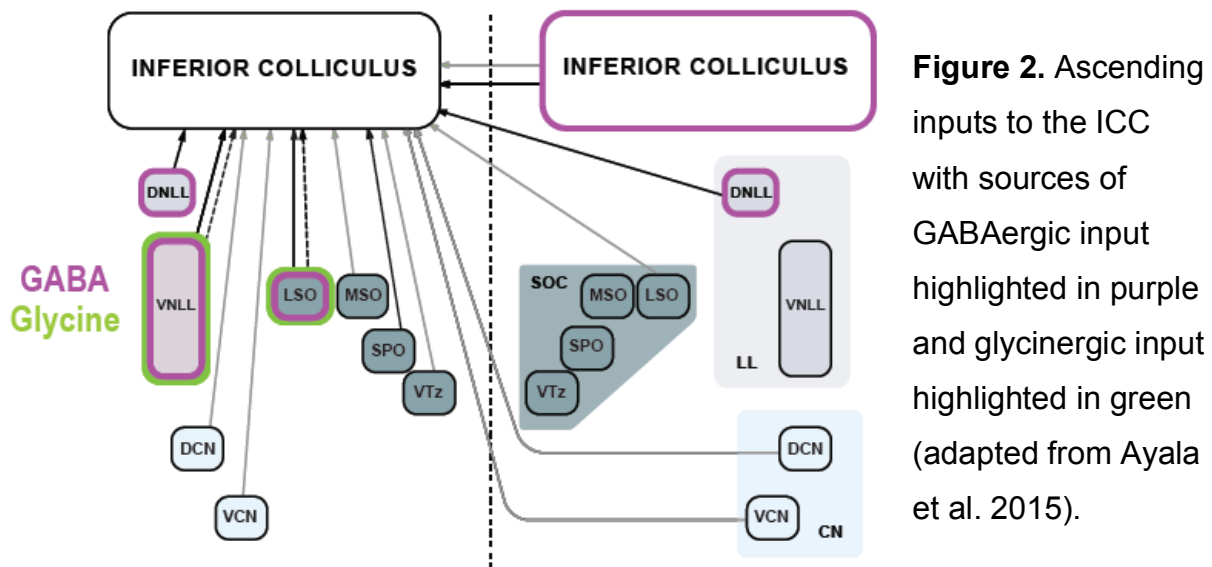 INFERIOR COLLICULUS
INFERIOR COLLICULUS
DNLL
DNLL
GABA
Glycine
VNLL
LSO
MSO
SPO
VTz
SOC
MSO
LSO
SPO
VTz
VNLL
LL
DCN
VCN
DCN
VCN
CN
Figure 2. Ascending
inputs to the ICC
with sources of
GABAergic input
highlighted in purple
and glycinergic input
highlighted in green
(adapted from Ayala
et al. 2015).